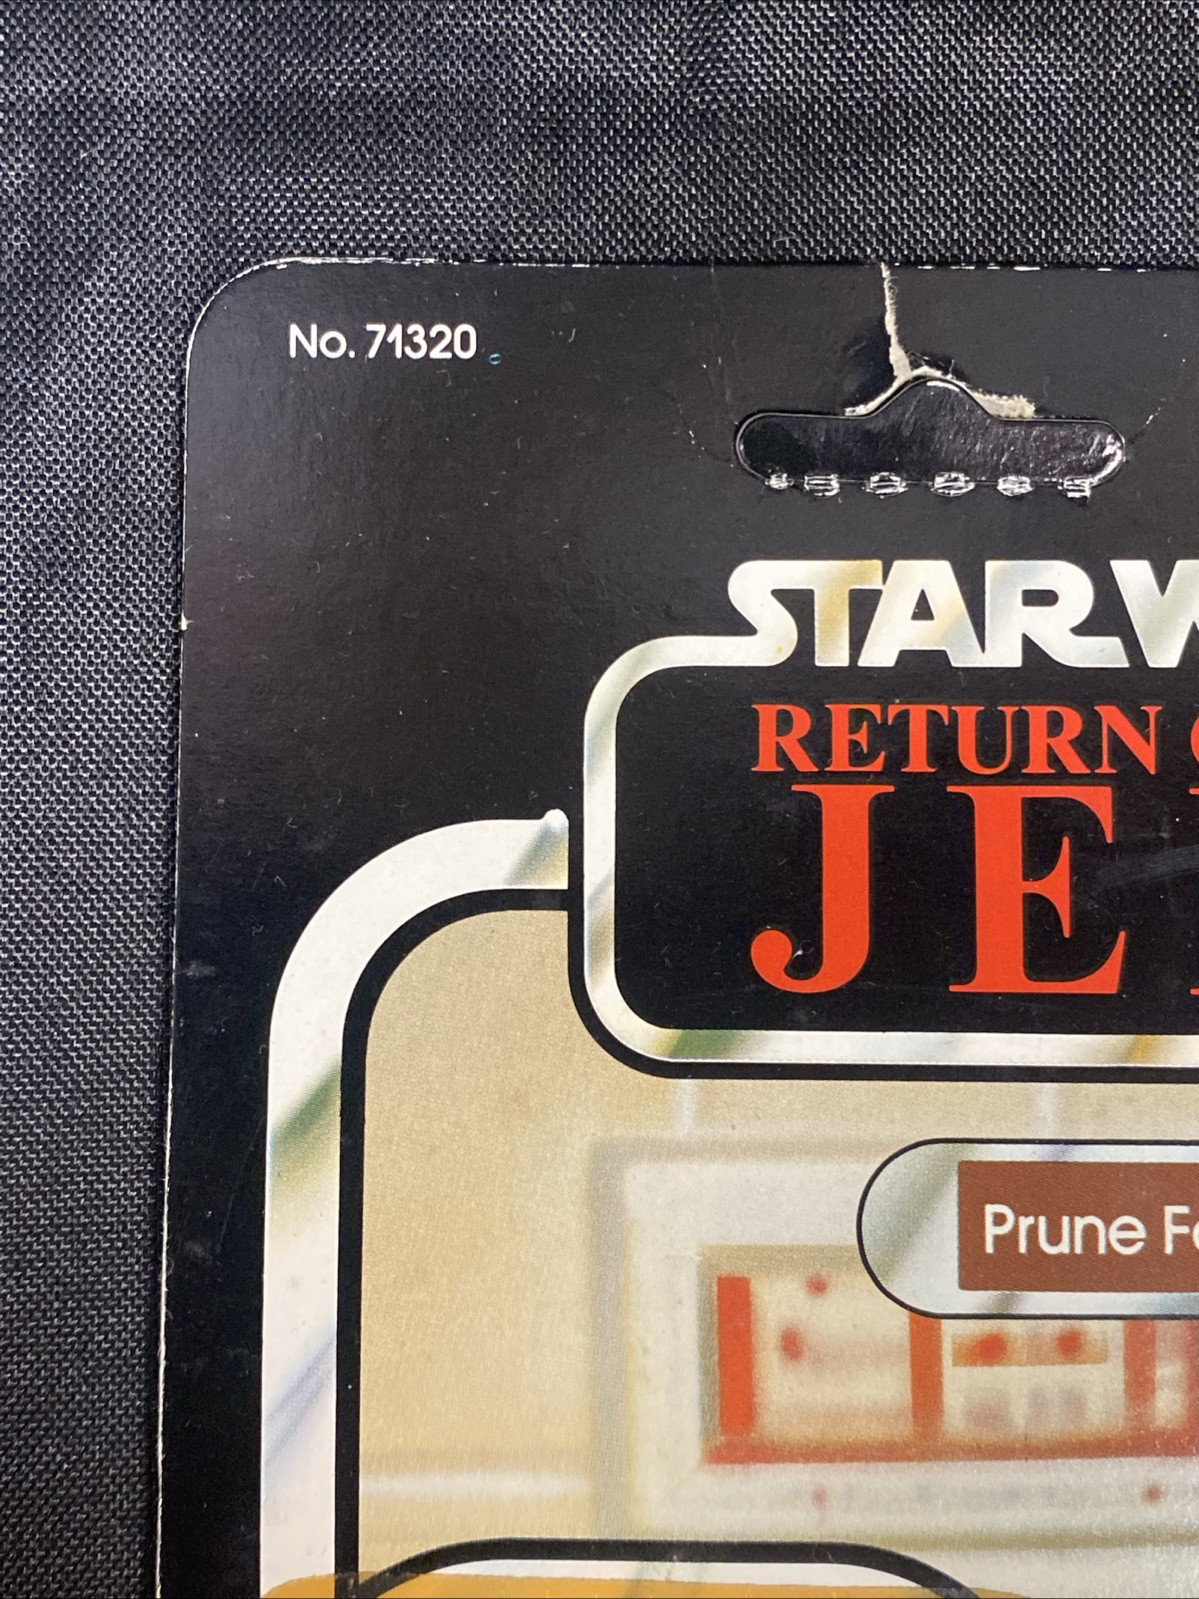 No. 71320
STAR W
RETURN
JE
Prune F